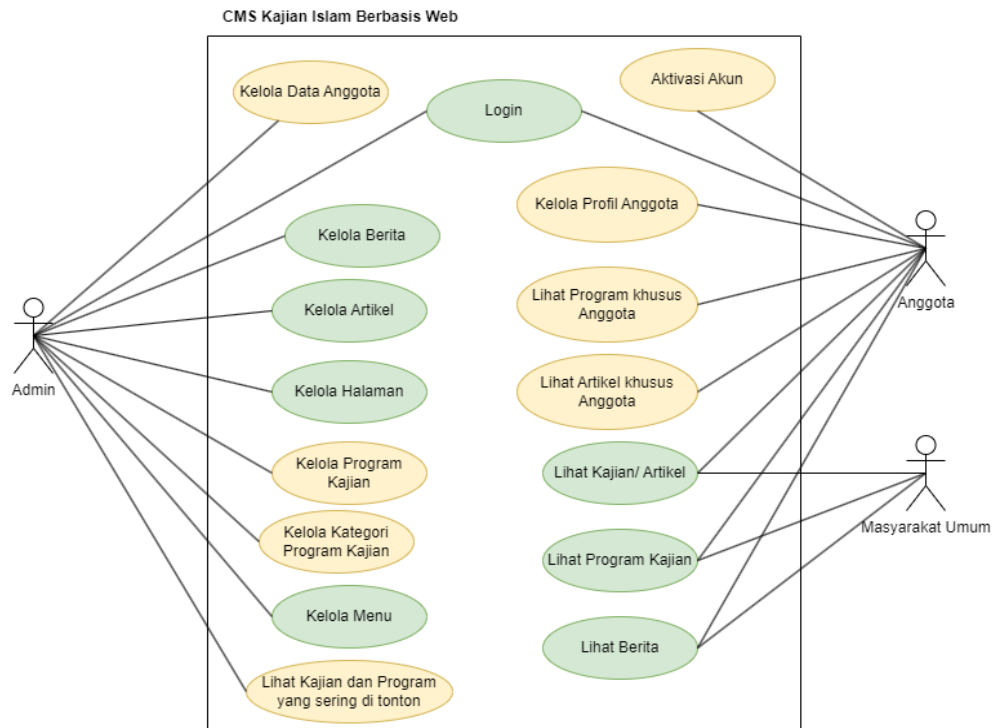 CMS Kajian Islam Berbasis Web
Kelola Data Anggota
Aktivasi Akun
Login
Kelola Profil Anggota
Kelola Berita
Lihat Program khusus
Anggota
Kelola Artikel
Anggota
Admin
Kelola Halaman
Lihat Artikel khusus
Anggota
Kelola Program
Kajian
Lihat Kajian/ Artikel
Masyarakat Umum
Kelola Kategori
Program Kajian
Lihat Program Kajian
Kelola Menu
Lihat Berita
Lihat Kajian dan Program
yang sering di tonton